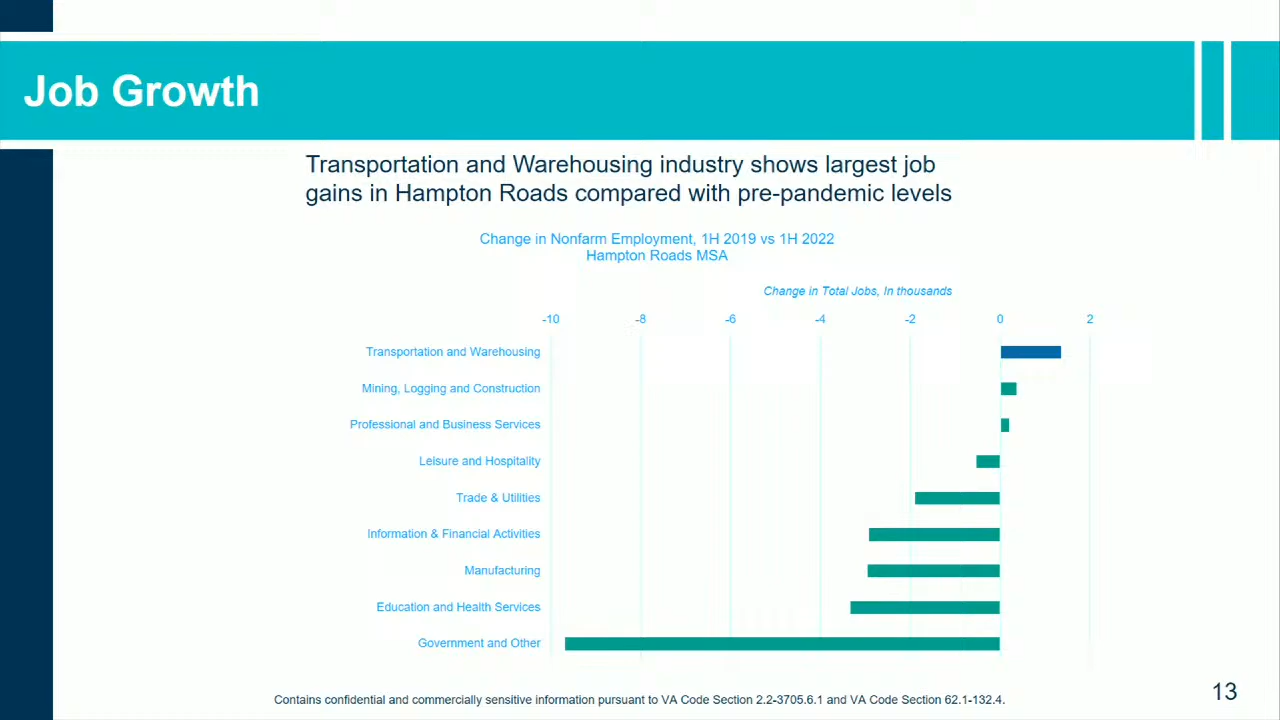 Job Growth
Transportation and Warehousing industry shows largest job
gains in Hampton Roads compared with pre-pandemic levels
Change in Nonfarm Employment, 1H 2019 vs 1H 2022
Hampton Roads MSA
Change in Total Jobs, In thousands
-10 -8 -6 -4 -2 0 2
Transportation and Warehousing
Mining, Logging and Construction
Professional and Business Services
Leisure and Hospitality
Trade & Utilities
Information & Financial Activities
Manufacturing
Education and Health Services
Government and Other
Contains confidential and commercially sensitive information pursuant to VA Code Section 2.2-3705.6.1 and VA Code Section 62.1-132.4.
13